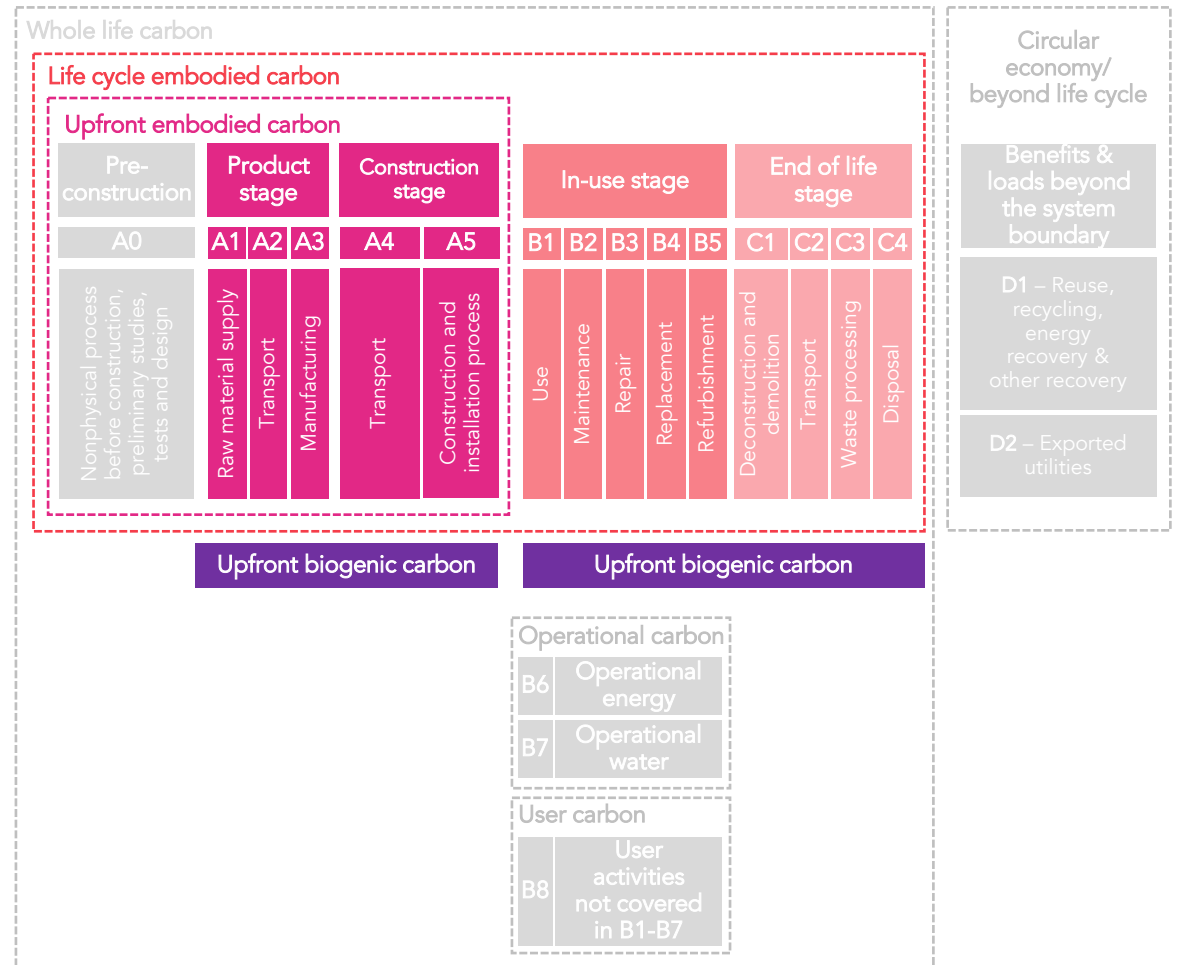 Whole life carbon
Life cycle embodied carbon
Upfront embodied carbon
Pre-
construction
Product
stage
Construction
stage
In-use stage
End of life
stage
A0
A1
A2
A3
A4
A5
B1
B2
B3
B4
B5
C1
C2
C3
C4
Nonphysical process
before construction,
preliminary studies,
tests and design
Raw material supply
Transport
Manufacturing
Transport
Construction and
installation process
Use
Maintenance
Repair
Replacement
Refurbishment
Deconstruction and
demolition
Transport
Waste processing
Disposal
Circular
economy/
beyond life cycle
Benefits &
loads beyond
the system
boundary
D1 – Reuse,
recycling,
energy
recovery &
other recovery
D2 – Exported
utilities
Upfront biogenic carbon
Upfront biogenic carbon
Operational carbon
B6
Operational
energy
B7
Operational
water
User carbon
B8
User
activities
not covered
in B1-B7